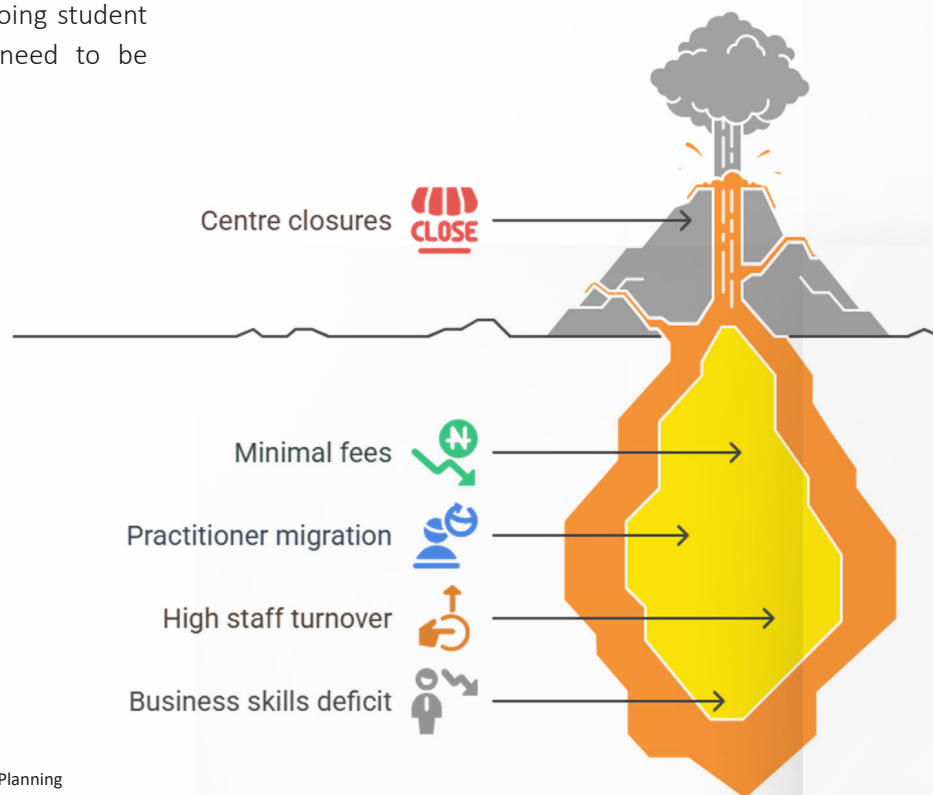 oing student
need to be
Centre closures
CLOSE
Minimal fees
₦
Practitioner migration
High staff turnover
Business skills deficit
Planning